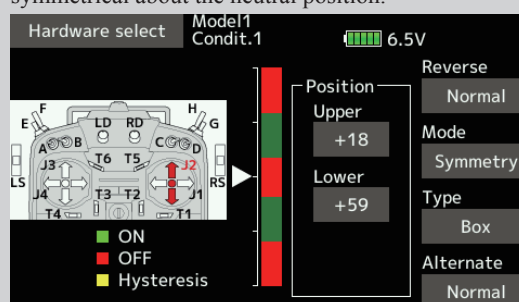 symmetrical about the neutral position.
Hardware select
Model1
Condit.1
6.5V
Reverse
Normal
Mode
Symmetry
Type
Box
Alternate
Normal
Position
Upper
+18
Lower
+59
F
H
E
G
LD RD
A B
C D
T6 T5
J3
J2
LS
RS
J4
T3 T2
J1
T4
T1
ON
OFF
Hysteresis